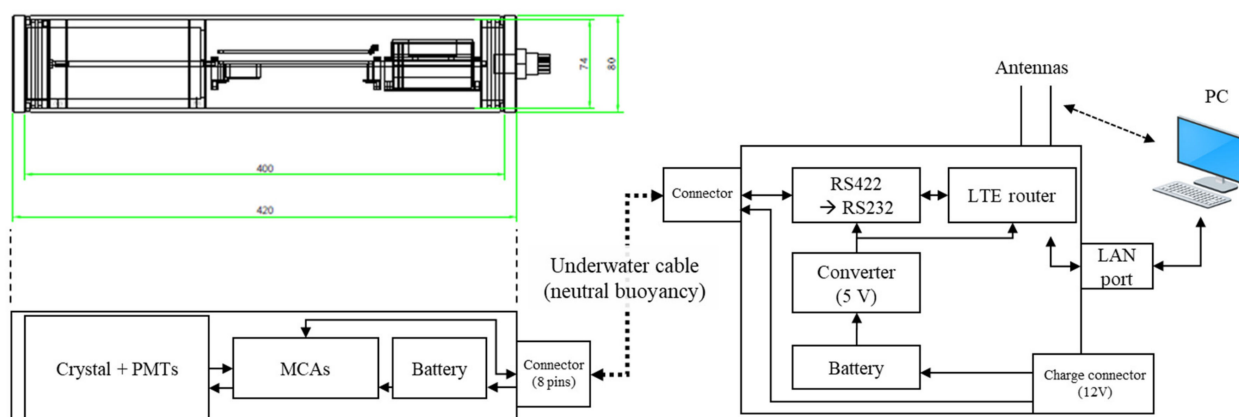 74
80
400
420
Antennas
PC
Connector
RS422
→ RS232
LTE router
Underwater cable
(neutral buoyancy)
Converter
(5 V)
LAN
port
Crystal + PMTs
MCAs
Battery
Connector
(8 pins)
Battery
Charge connector
(12V)